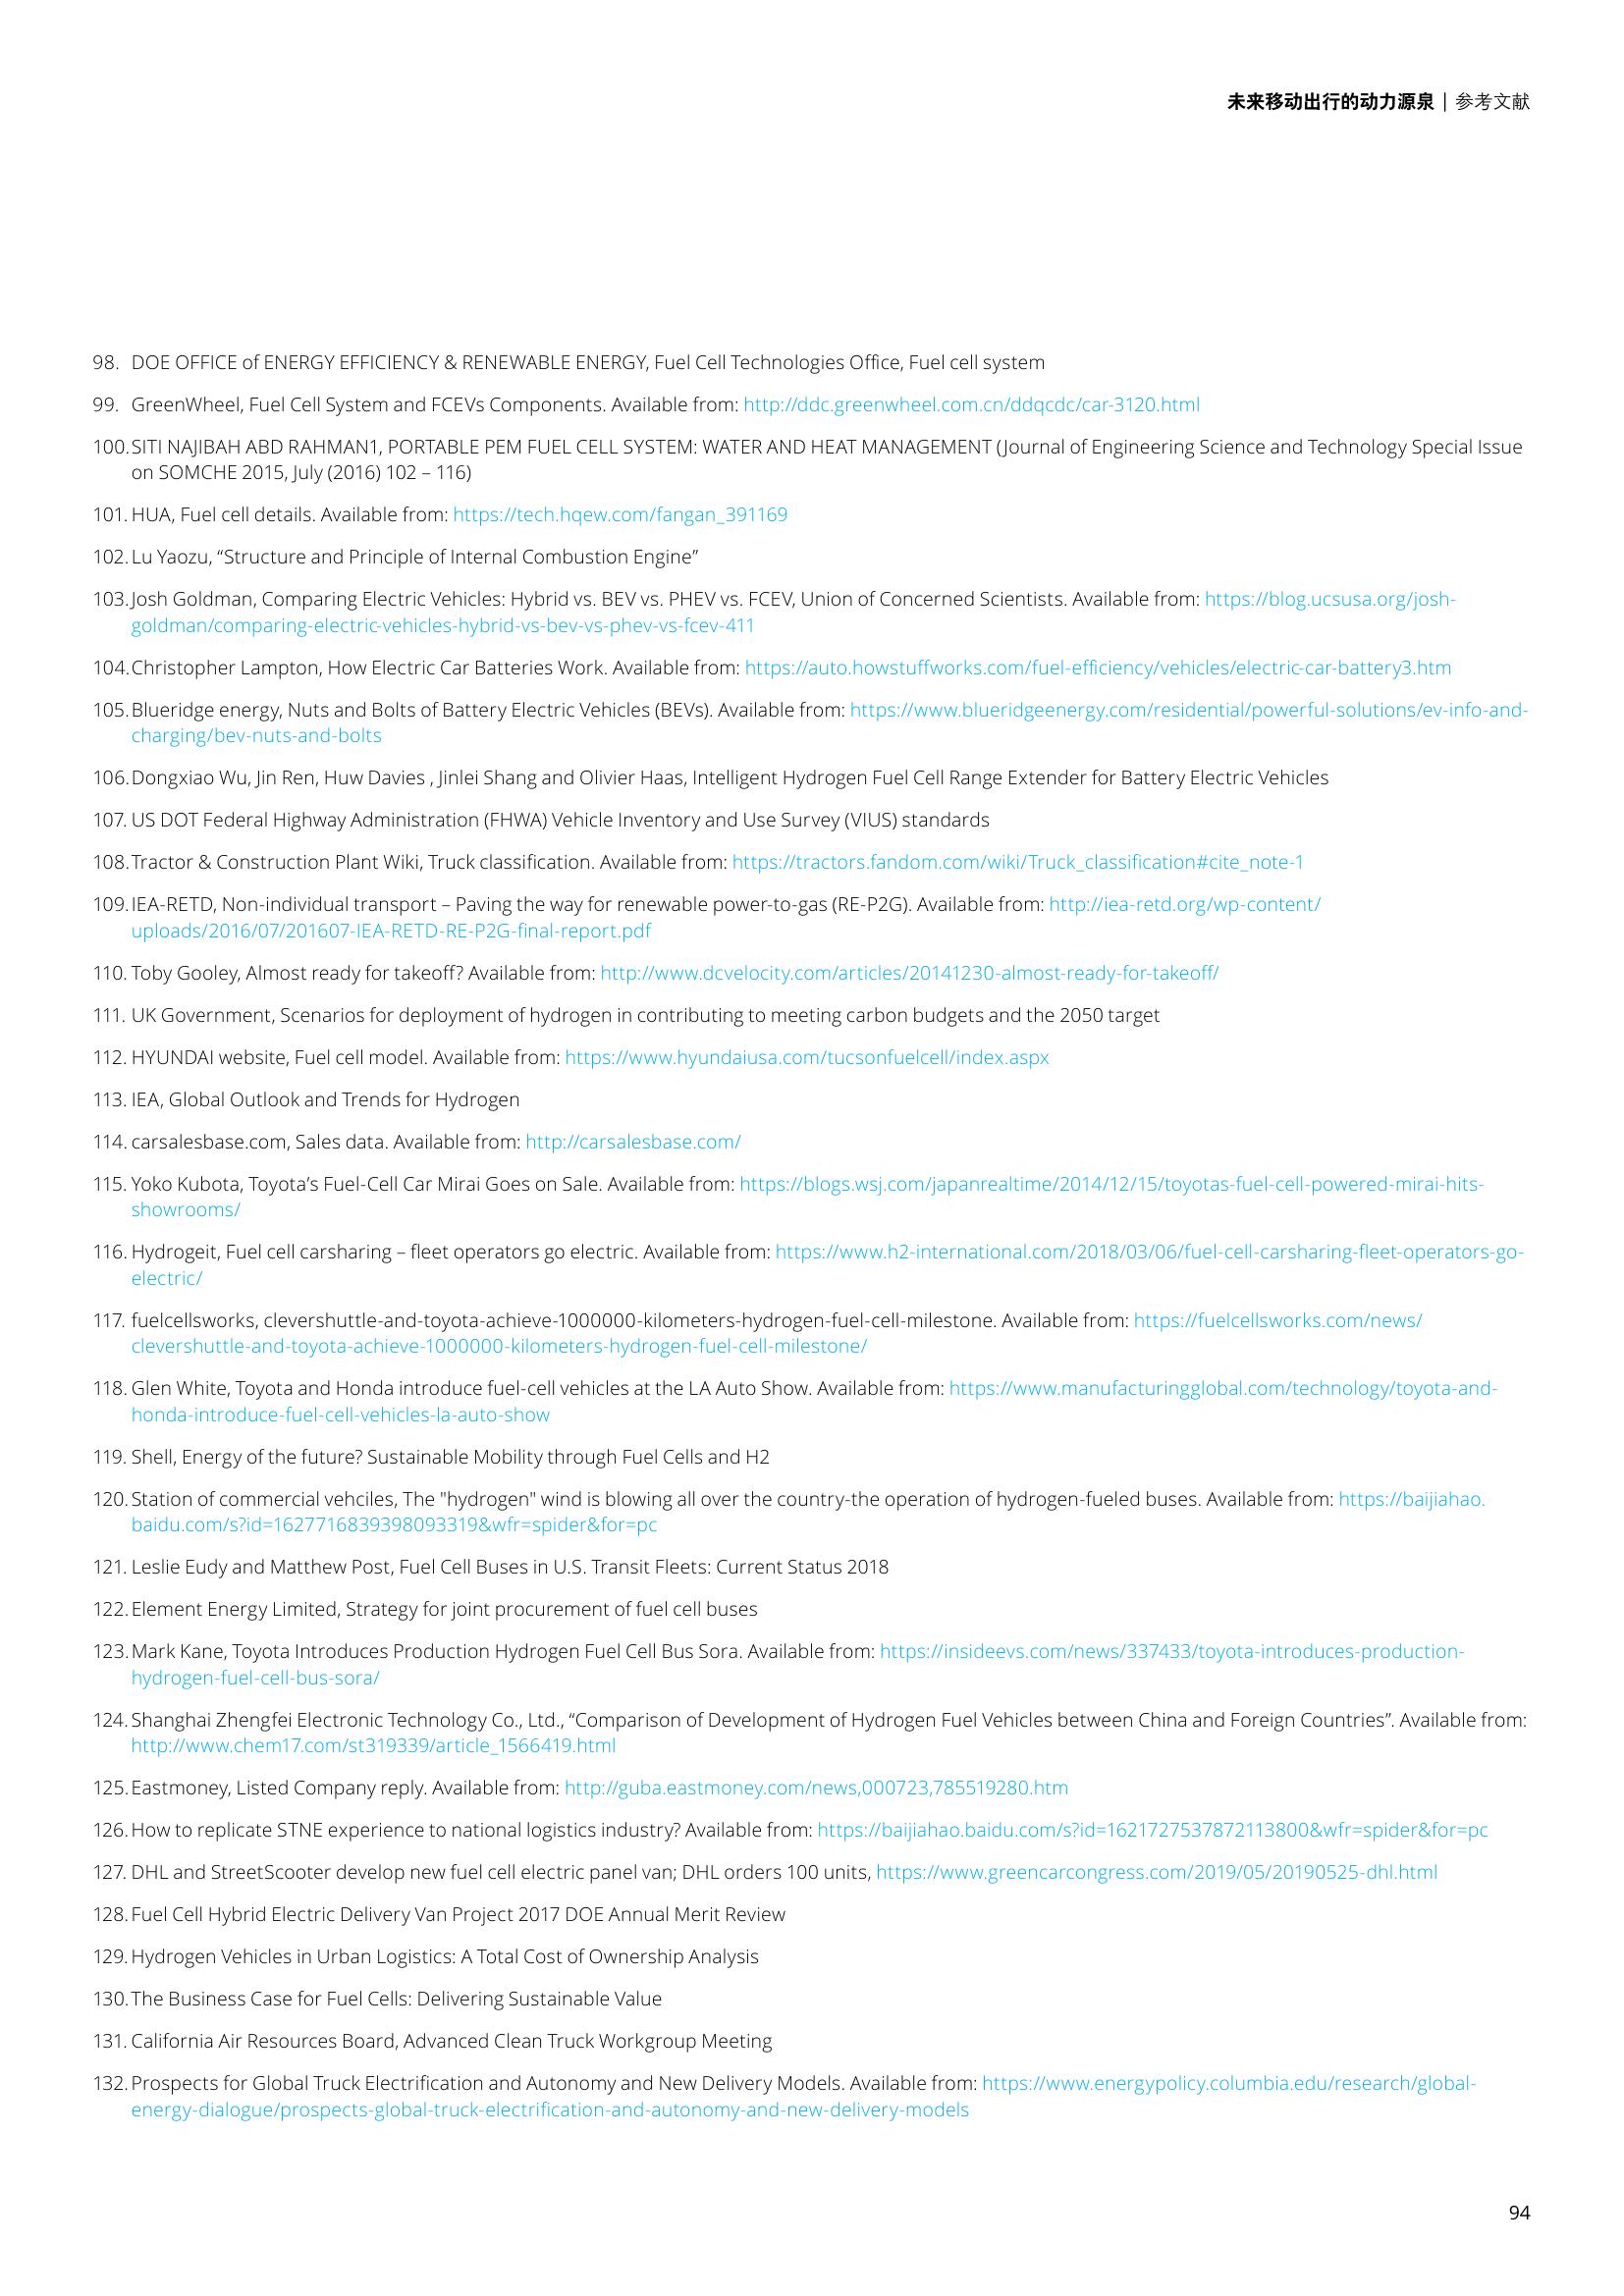 未来移动出行的动力源泉 | 参考文献
98. DOE OFFICE of ENERGY EFFICIENCY & RENEWABLE ENERGY, Fuel Cell Technologies Office, Fuel cell system
99. GreenWheel, Fuel Cell System and FCEVs Components. Available from: http://ddc.greenwheel.com.cn/ddqcdc/car-3120.html
100. SITI NAJIBAH ABD RAHMAN1, PORTABLE PEM FUEL CELL SYSTEM: WATER AND HEAT MANAGEMENT (Journal of Engineering Science and Technology Special Issue
on SOMCHE 2015, July (2016) 102 – 116)
101. HUA, Fuel cell details. Available from: https://tech.hqew.com/fangan_391169
102. Lu Yaozu, “Structure and Principle of Internal Combustion Engine”
103. Josh Goldman, Comparing Electric Vehicles: Hybrid vs. BEV vs. PHEV vs. FCEV, Union of Concerned Scientists. Available from: https://blog.ucsusa.org/josh-
goldman/comparing-electric-vehicles-hybrid-vs-bev-vs-phev-vs-fcev-411
104. Christopher Lampton, How Electric Car Batteries Work. Available from: https://auto.howstuffworks.com/fuel-efficiency/vehicles/electric-car-battery3.htm
105. Blueridge energy, Nuts and Bolts of Battery Electric Vehicles (BEVs). Available from: https://www.blueridgeenergy.com/residential/powerful-solutions/ev-info-and-
charging/bev-nuts-and-bolts
106. Dongxiao Wu, Jin Ren, Huw Davies , Jinlei Shang and Olivier Haas, Intelligent Hydrogen Fuel Cell Range Extender for Battery Electric Vehicles
107. US DOT Federal Highway Administration (FHWA) Vehicle Inventory and Use Survey (VIUS) standards
108. Tractor & Construction Plant Wiki, Truck classification. Available from: https://tractors.fandom.com/wiki/Truck_classification#cite_note-1
109. IEA-RETD, Non-individual transport – Paving the way for renewable power-to-gas (RE-P2G). Available from: http://iea-retd.org/wp-content/
uploads/2016/07/201607-IEA-RETD-RE-P2G-final-report.pdf
110. Toby Gooley, Almost ready for takeoff? Available from: http://www.dcvelocity.com/articles/20141230-almost-ready-for-takeoff/
111. UK Government, Scenarios for deployment of hydrogen in contributing to meeting carbon budgets and the 2050 target
112. HYUNDAI website, Fuel cell model. Available from: https://www.hyundaiusa.com/tucsonfuelcell/index.aspx
113. IEA, Global Outlook and Trends for Hydrogen
114. carsalesbase.com, Sales data. Available from: http://carsalesbase.com/
115. Yoko Kubota, Toyota’s Fuel-Cell Car Mirai Goes on Sale. Available from: https://blogs.wsj.com/japanrealtime/2014/12/15/toyotas-fuel-cell-powered-mirai-hits-
showrooms/
116. Hydrogeit, Fuel cell carsharing – fleet operators go electric. Available from: https://www.h2-international.com/2018/03/06/fuel-cell-carsharing-fleet-operators-go-
electric/
117. fuelcellsworks, clevershuttle-and-toyota-achieve-1000000-kilometers-hydrogen-fuel-cell-milestone. Available from: https://fuelcellsworks.com/news/
clevershuttle-and-toyota-achieve-1000000-kilometers-hydrogen-fuel-cell-milestone/
118. Glen White, Toyota and Honda introduce fuel-cell vehicles at the LA Auto Show. Available from: https://www.manufacturingglobal.com/technology/toyota-and-
honda-introduce-fuel-cell-vehicles-la-auto-show
119. Shell, Energy of the future? Sustainable Mobility through Fuel Cells and H2
120. Station of commercial vehciles, The "hydrogen" wind is blowing all over the country-the operation of hydrogen-fueled buses. Available from: https://baijiahao.
baidu.com/s?id=1627716839398093319&wfr=spider&for=pc
121. Leslie Eudy and Matthew Post, Fuel Cell Buses in U.S. Transit Fleets: Current Status 2018
122. Element Energy Limited, Strategy for joint procurement of fuel cell buses
123. Mark Kane, Toyota Introduces Production Hydrogen Fuel Cell Bus Sora. Available from: https://insideevs.com/news/337433/toyota-introduces-production-
hydrogen-fuel-cell-bus-sora/
124. Shanghai Zhengfei Electronic Technology Co., Ltd., “Comparison of Development of Hydrogen Fuel Vehicles between China and Foreign Countries”. Available from:
http://www.chem17.com/st319339/article_1566419.html
125. Eastmoney, Listed Company reply. Available from: http://guba.eastmoney.com/news,000723,785519280.htm
126. How to replicate STNE experience to national logistics industry? Available from: https://baijiahao.baidu.com/s?id=1621727537872113800&wfr=spider&for=pc
127. DHL and StreetScooter develop new fuel cell electric panel van; DHL orders 100 units, https://www.greencarcongress.com/2019/05/20190525-dhl.html
128. Fuel Cell Hybrid Electric Delivery Van Project 2017 DOE Annual Merit Review
129. Hydrogen Vehicles in Urban Logistics: A Total Cost of Ownership Analysis
130. The Business Case for Fuel Cells: Delivering Sustainable Value
131. California Air Resources Board, Advanced Clean Truck Workgroup Meeting
132. Prospects for Global Truck Electrification and Autonomy and New Delivery Models. Available from: https://www.energypolicy.columbia.edu/research/global-
energy-dialogue/prospects-global-truck-electrification-and-autonomy-and-new-delivery-models
94